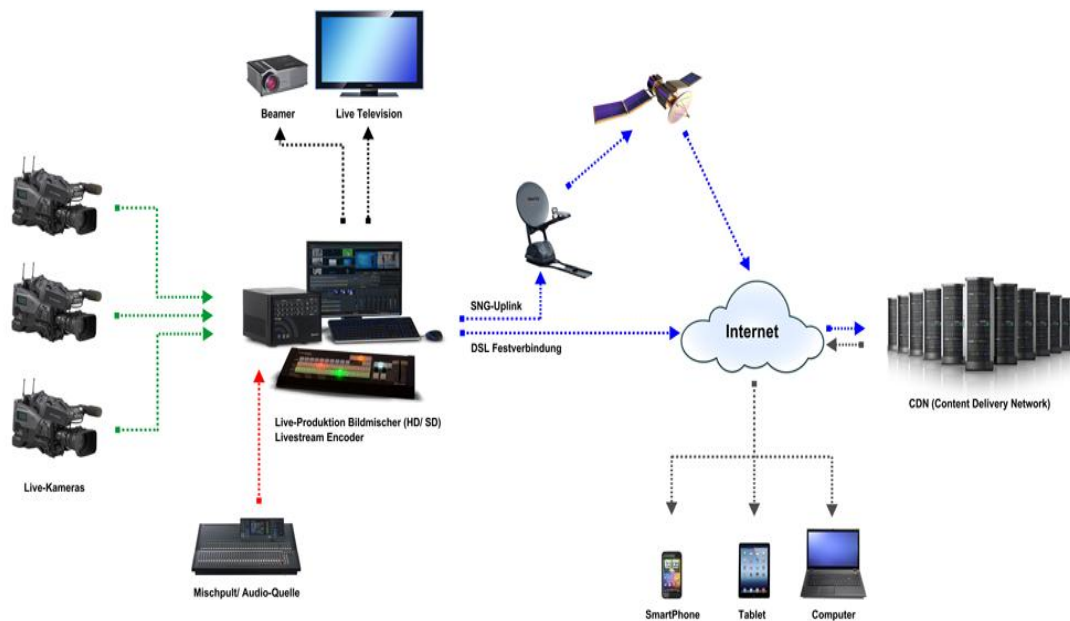 Beamer
Live Television
SNG-Uplink
DSL Festverbindung
Internet
CDN (Content Delivery Network)
Live-Produktion Bildmischer (HD/ SD)
Livestream Encoder
Live-Kameras
Mischpult/ Audio-Quelle
SmartPhone
Tablet
Computer